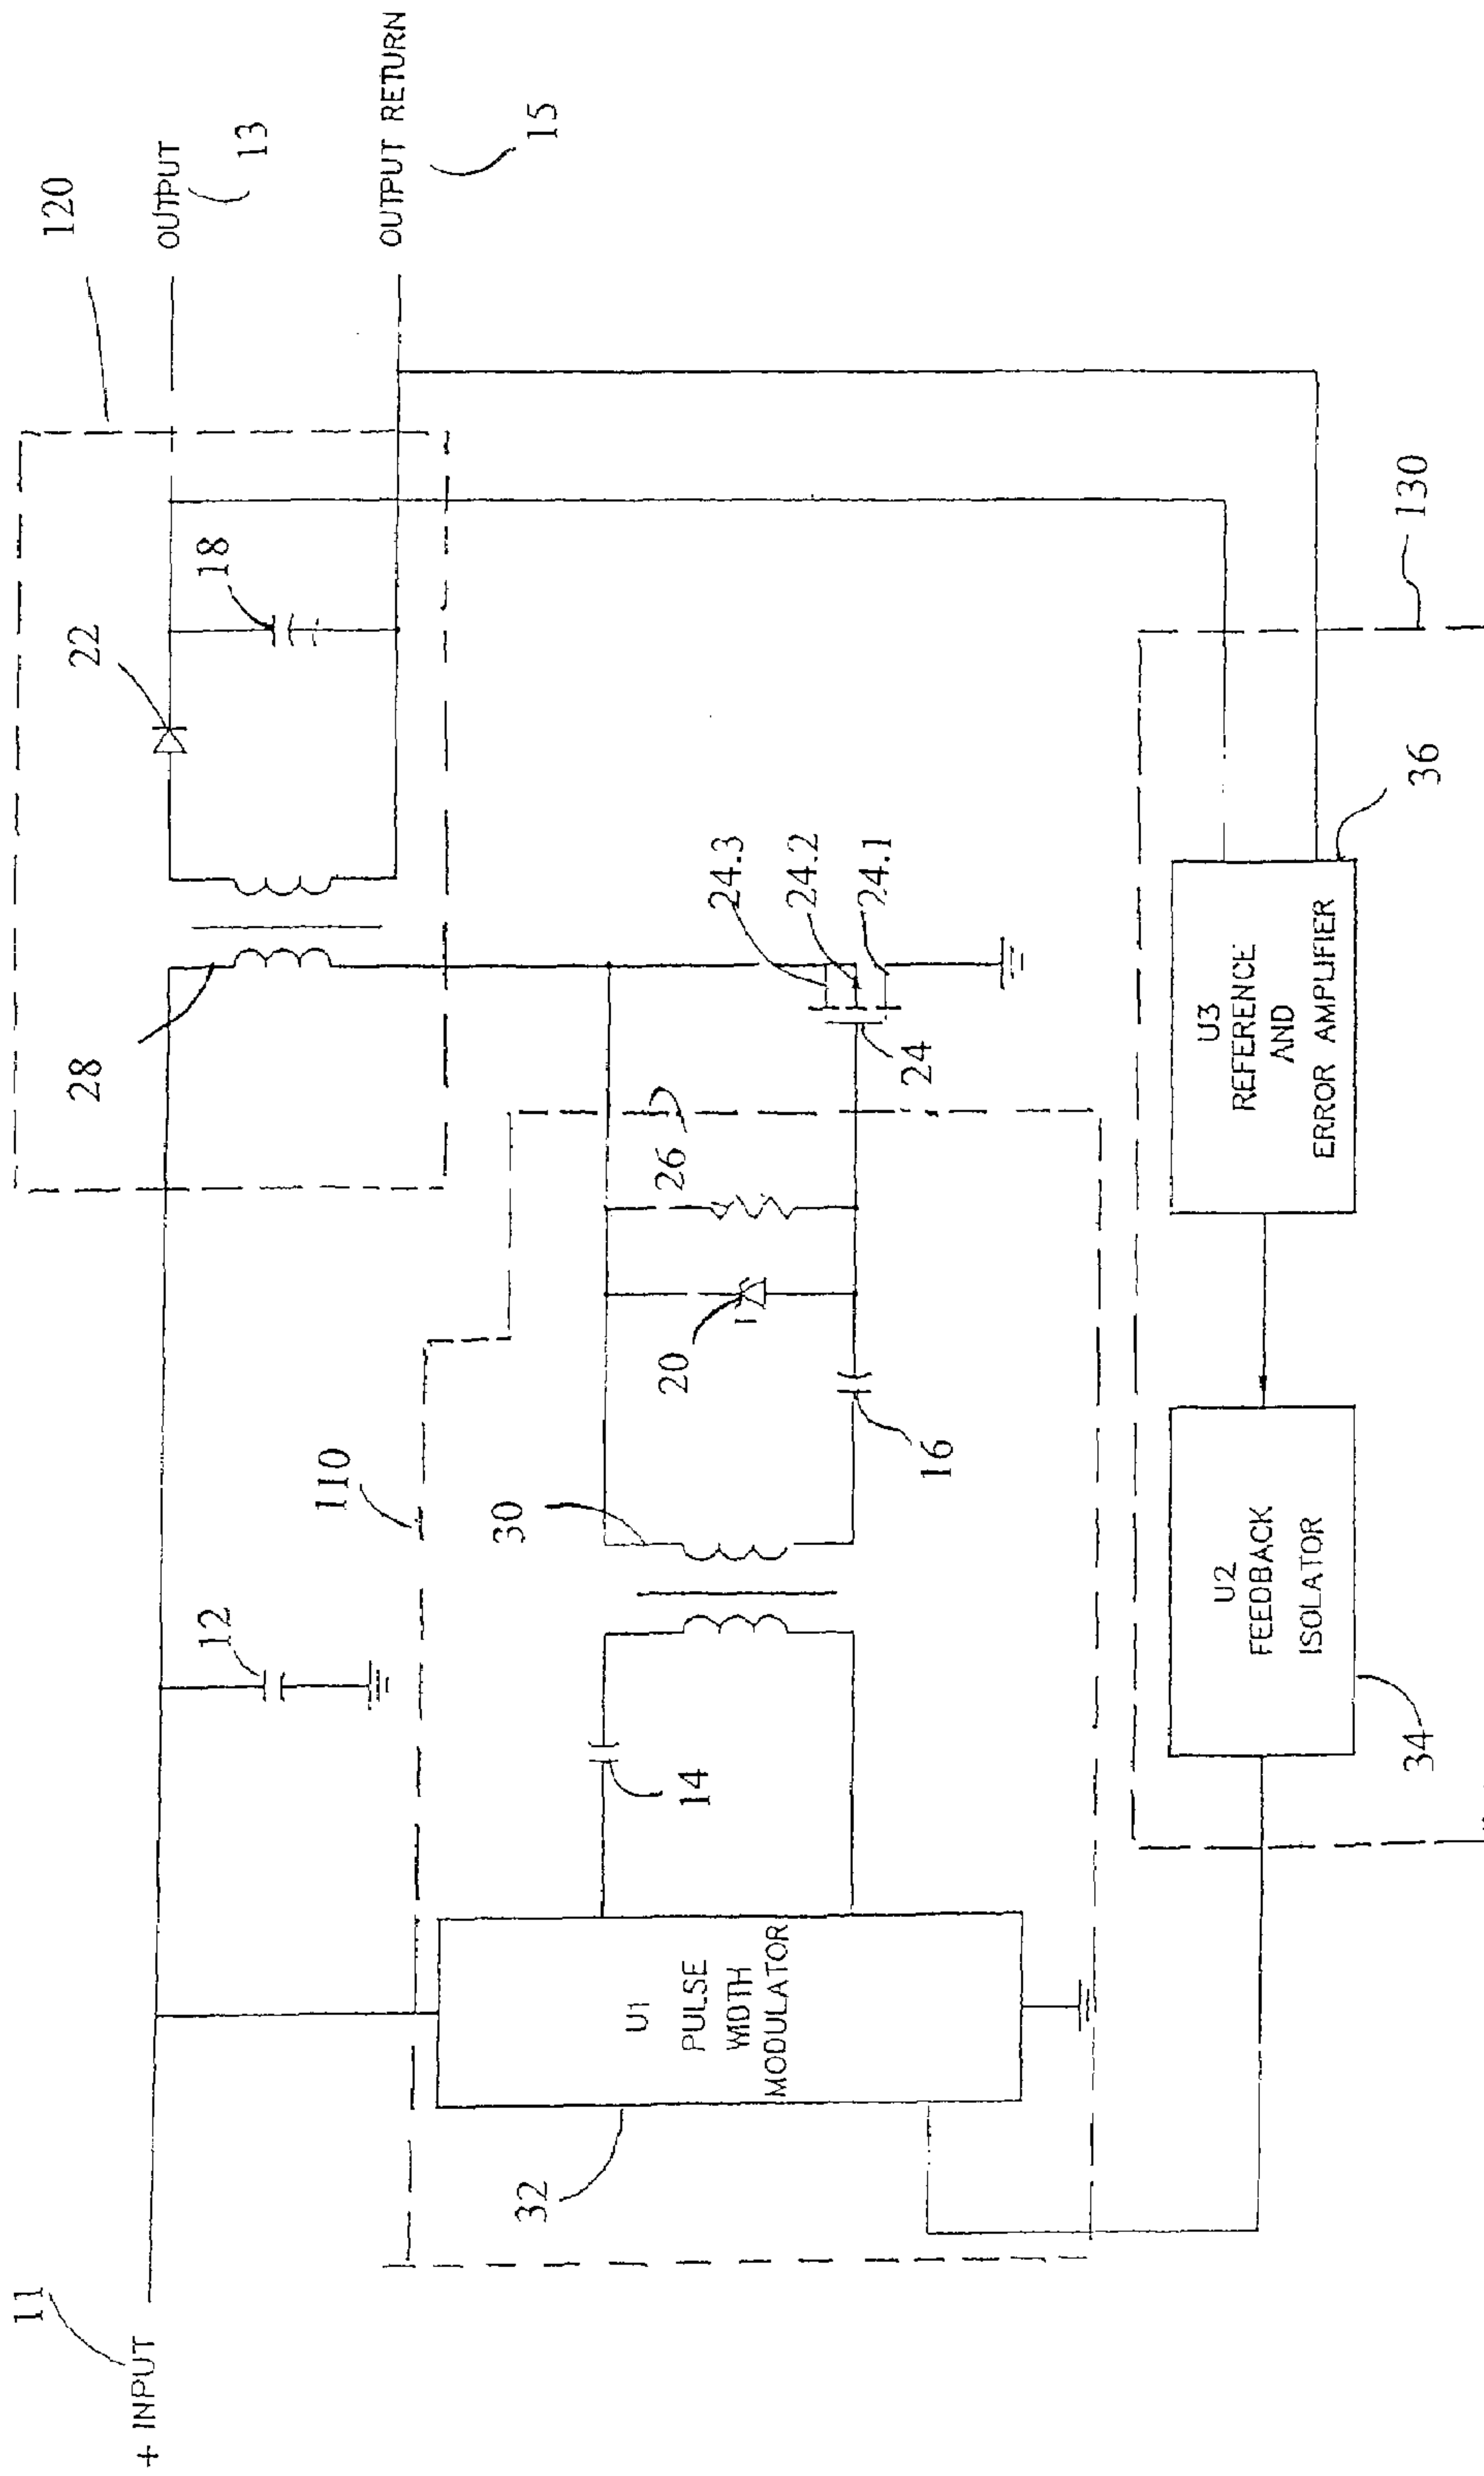 11
+ INPUT
12
110
28
120
22
18
OUTPUT
13
OUTPUT RETURN
15
32
U1
PULSE
WIDTH
MODULATOR
14
30
16
20
26
24
24.3
24.2
24.1
34
U2
FEEDBACK
ISOLATOR
U3
REFERENCE
AND
ERROR AMPLIFIER
36
130